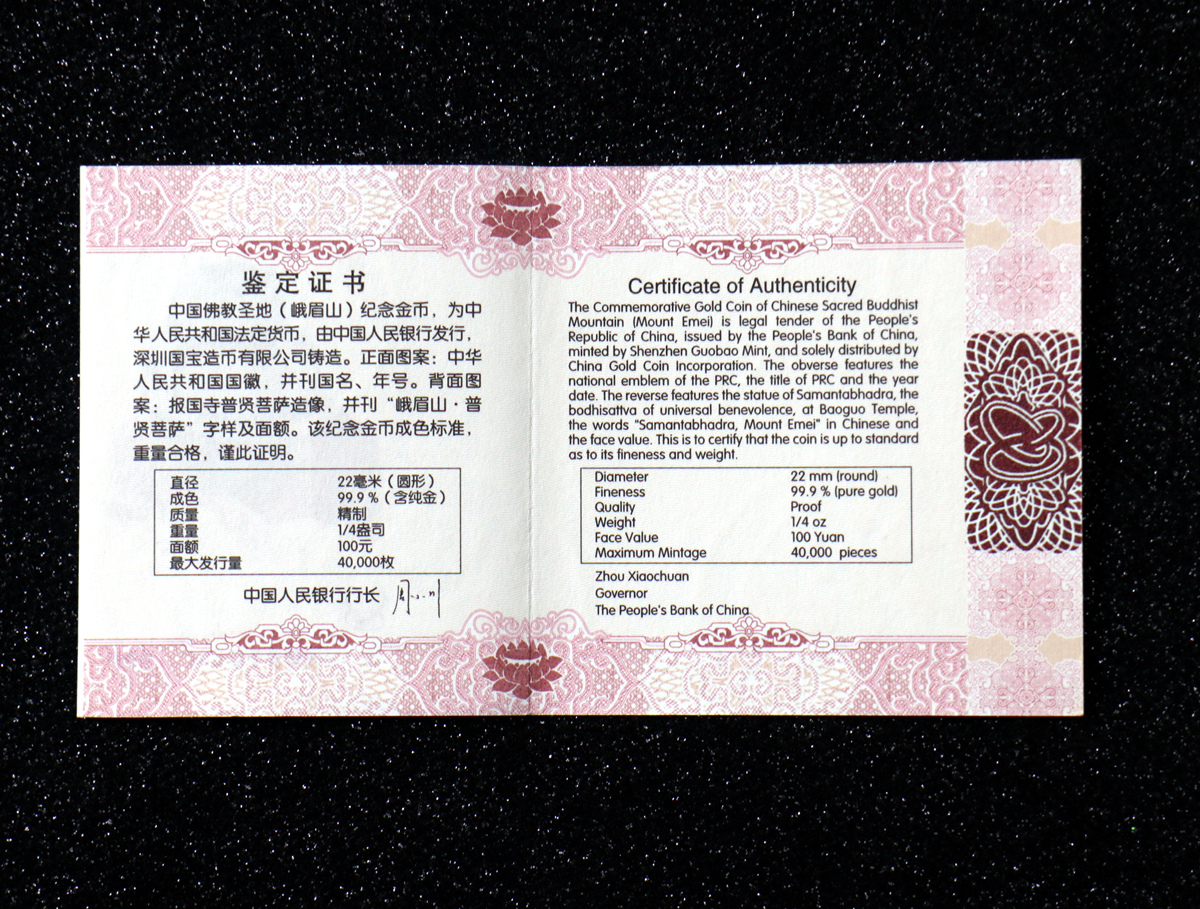 鉴定证书
中国佛教圣地（峨眉山）纪念金币，为中
华人民共和国法定货币，由中国人民银行发行，
深圳国宝造币有限公司铸造。正面图案：中华
人民共和国国徽，并刊国名、年号。背面图
案：报国寺普贤菩萨造像，并刊“峨眉山·普
贤菩萨”字样及面额。该纪念金币成色标准，
重量合格，谨此证明。
直径 22毫米（圆形）
成色 99.9%（含纯金）
质量 精制
重量 1/4盎司
面额 100元
最大发行量 40,000枚
中国人民银行行长 周小川
Certificate of Authenticity
The Commemorative Gold Coin of Chinese Sacred Buddhist
Mountain (Mount Emei) is legal tender of the People's
Republic of China, issued by the People's Bank of China,
minted by Shenzhen Guobao Mint, and solely distributed by
China Gold Coin Incorporation. The obverse features the
national emblem of the PRC, the title of PRC and the year
date. The reverse features the statue of Samantabhadra, the
bodhisattva of universal benevolence, at Baoguo Temple,
the words "Samantabhadra, Mount Emei" in Chinese and
the face value. This is to certify that the coin is up to standard
as to its fineness and weight.
Diameter 22 mm (round)
Fineness 99.9 % (pure gold)
Quality Proof
Weight 1/4 oz
Face Value 100 Yuan
Maximum Mintage 40,000 pieces
Zhou Xiaochuan
Governor
The People's Bank of China